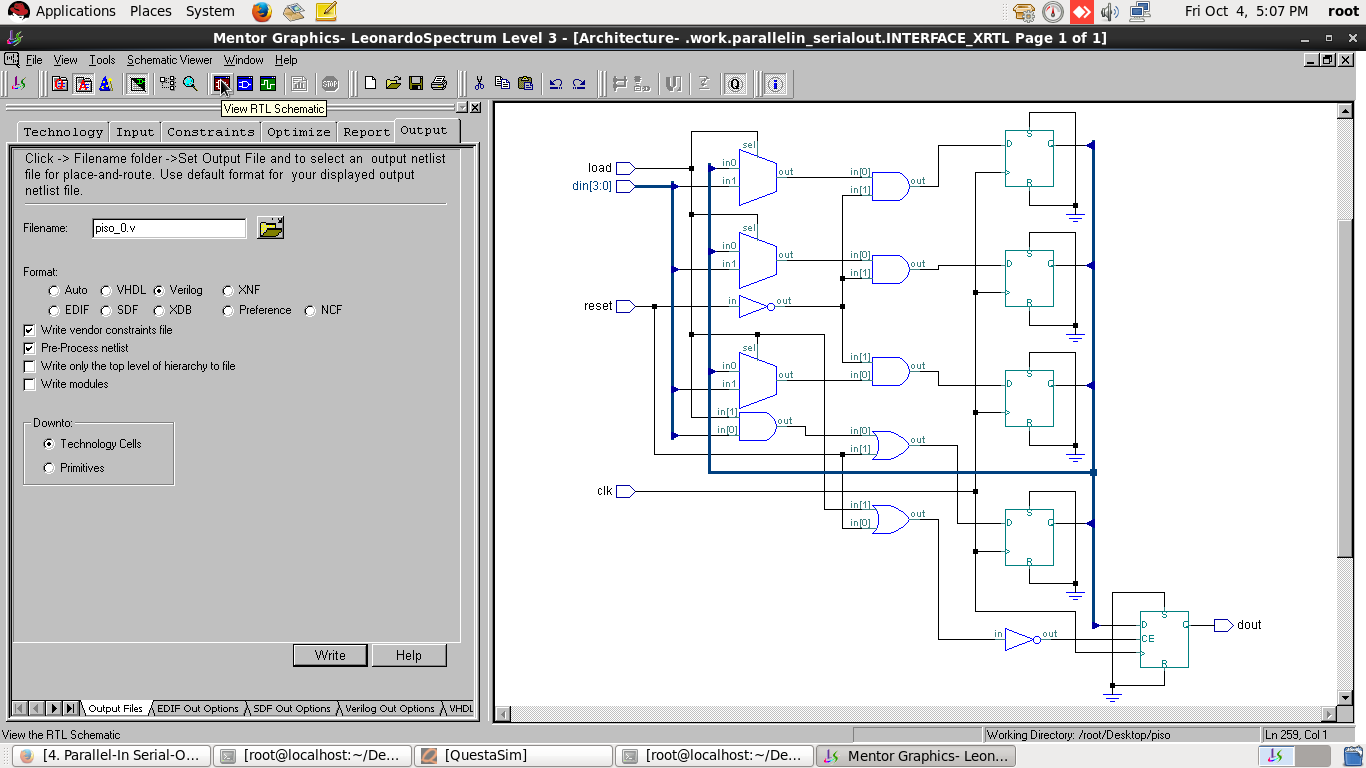 Applications Places System
Fri Oct 4, 5:07 PM root
Mentor Graphics- LeonardoSpectrum Level 3 - [Architecture- .work.parallelin_serialout.INTERFACE_XRTL Page 1 of 1]
File View Tools Schematic Viewer Window Help
STOP
Q
View RTL Schematic
Technology Input Constraints Optimize Report Output
Click -> Filename folder ->Set Output File and to select an output netlist
file for place-and-route. Use default format for your displayed output
netlist file.
Filename: piso_0.v
Format:
Auto VHDL Verilog XNF
EDIF SDF XDB Preference NCF
Write vendor constraints file
Pre-Process netlist
Write only the top level of hierarchy to file
Write modules
Downto:
Technology Cells
Primitives
Write Help
Output Files EDIF Out Options SDF Out Options Verilog Out Options VHDL
load
din[3:0]
reset
clk
sel
in0
in1
out
in[0]
in[1]
out
S
D Q
R
sel
in0
in1
out
in[0]
in[1]
out
S
D Q
R
in out
sel
in0
in1
out
in[1]
in[0]
out
S
D Q
R
in[1]
in[0]
out
in[0]
in[1]
out
S
D Q
R
in[1]
in[0]
out
in out
S
D Q
CE
R
dout
View the RTL Schematic
Working Directory: /root/Desktop/piso
Ln 259, Col 1
[4. Parallel-In Serial-O...
[root@localhost:~/De...
[QuestaSim]
[root@localhost:~/De...
Mentor Graphics- Leon...